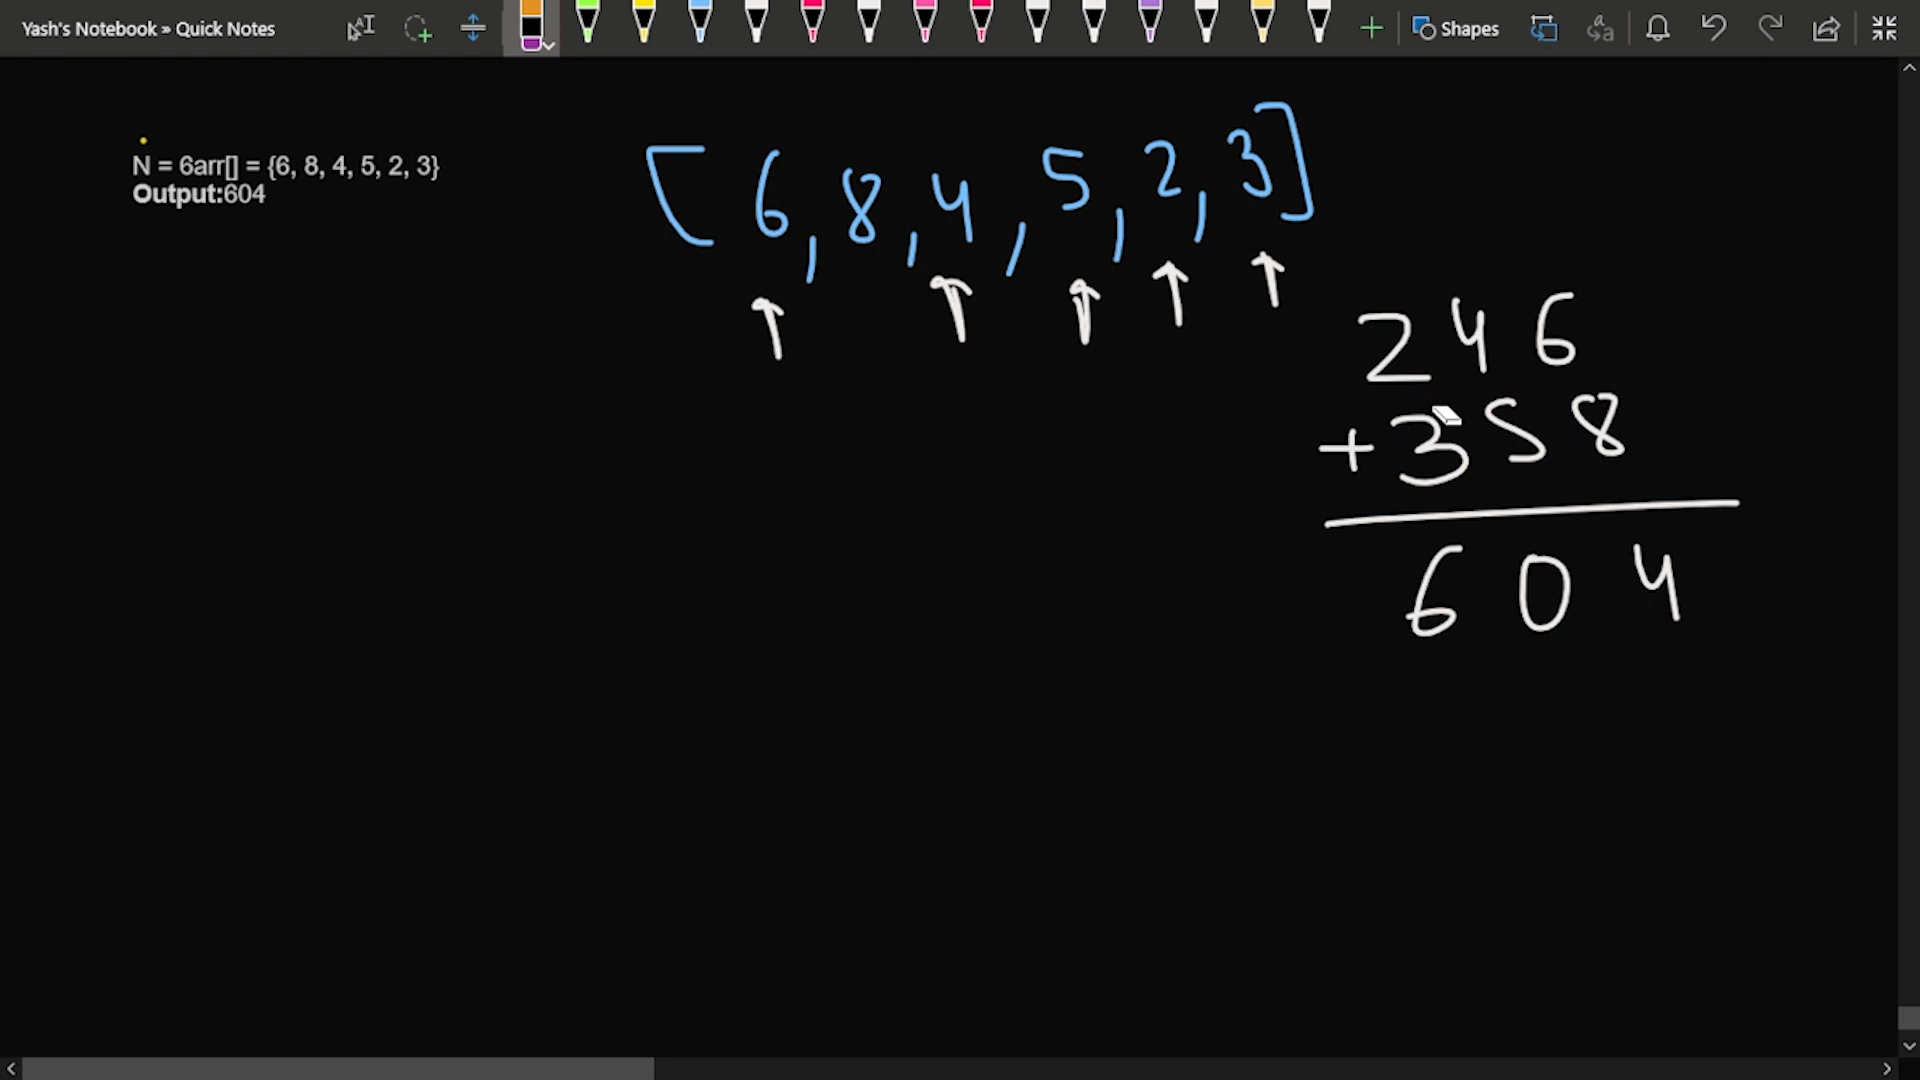 Yash's Notebook » Quick Notes
Shapes
N = 6arr[] = {6, 8, 4, 5, 2, 3}
Output:604
[6, 8, 4, 5, 2, 3]
246
+358
604